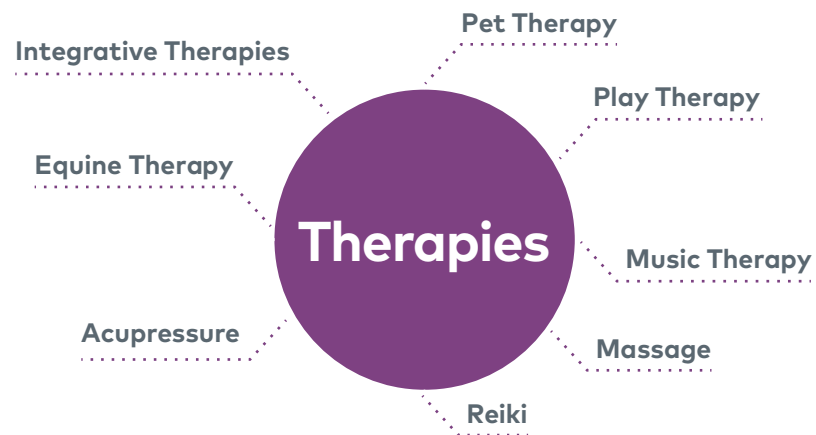 Pet Therapy
Integrative Therapies
Play Therapy
Equine Therapy
Therapies
Music Therapy
Acupressure
Massage
Reiki